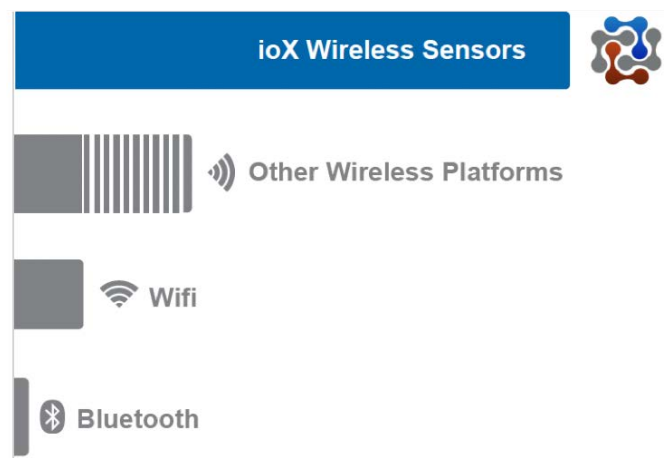 ioX Wireless Sensors
Other Wireless Platforms
Wifi
Bluetooth